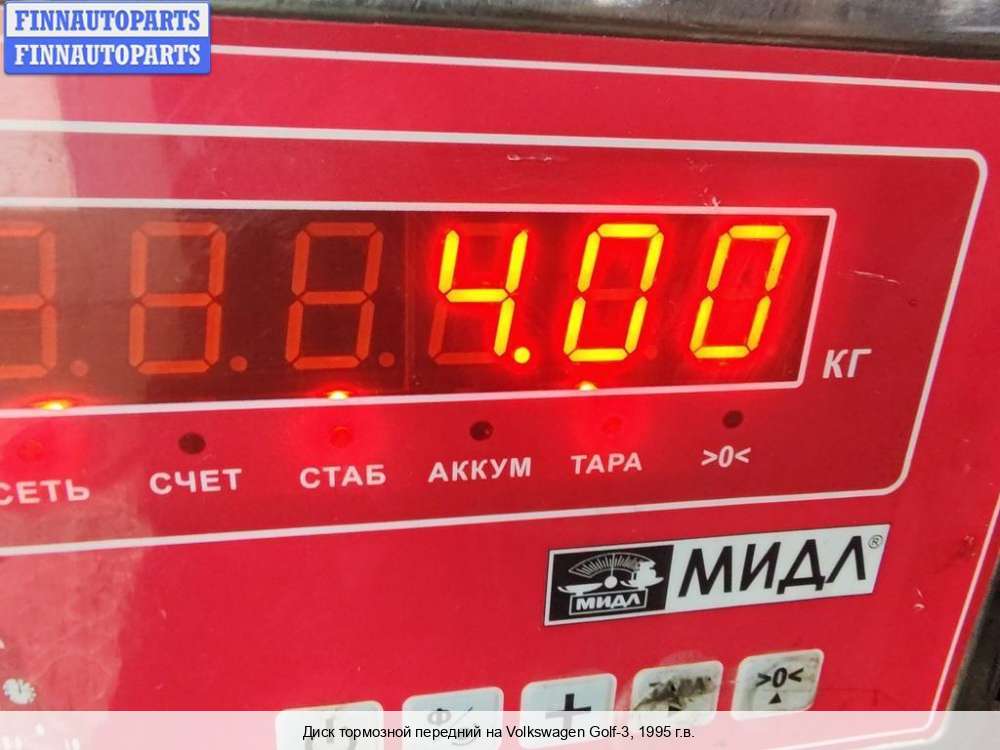 FINNAUTOPARTS
FINNAUTOPARTS
4.00
КГ
СЕТЬ СЧЕТ СТАБ АККУМ ТАРА >0<
МИДЛ МИДЛ®
+ ТАРА >0<
Диск тормозной передний на Volkswagen Golf-3, 1995 г.в.